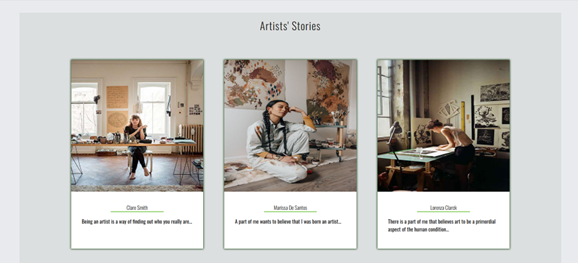 Artists' Stories
Clare Smith
Being an artist is a way of finding out who you really are...
Marissa De Santos
A part of me wants to believe that I was born an artist...
Lorenza Clarck
There is a part of me that believes art to be a primordial
aspect of the human condition...